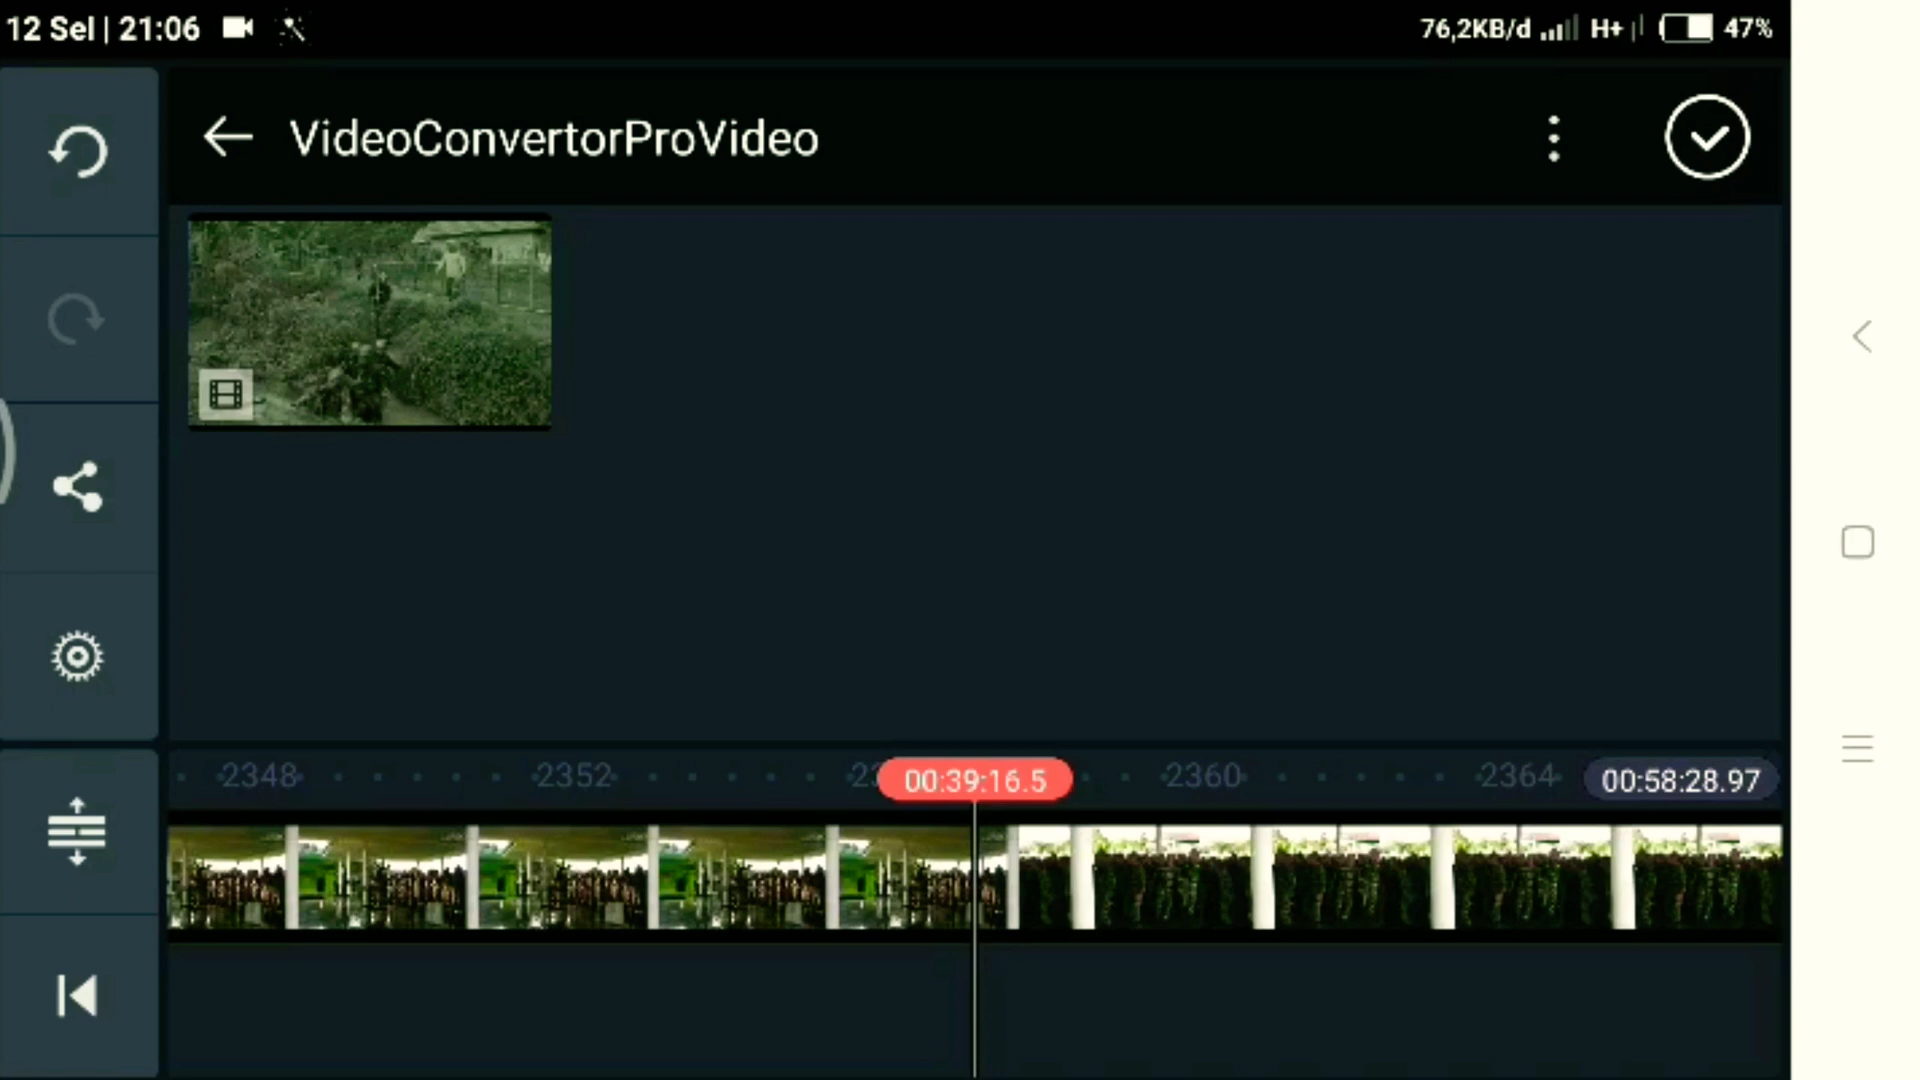 12 Sel | 21:06
76,2KB/d H+ 47%
VideoConvertorProVideo
2348 2352 2360 2364
00:39:16.5
00:58:28.97